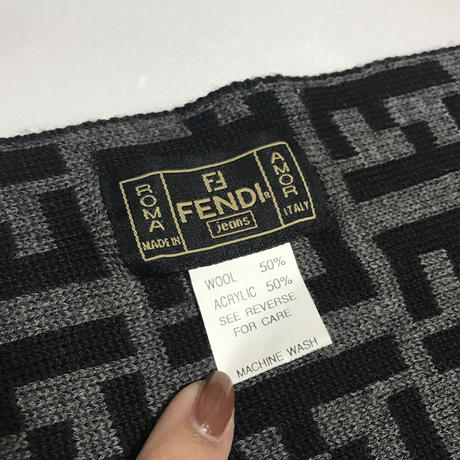 ROMA
MADE IN
FF
FENDI®
jeans
AMOR
ITALY
WOOL 50%
ACRYLIC 50%
SEE REVERSE
FOR CARE
MACHINE WASH